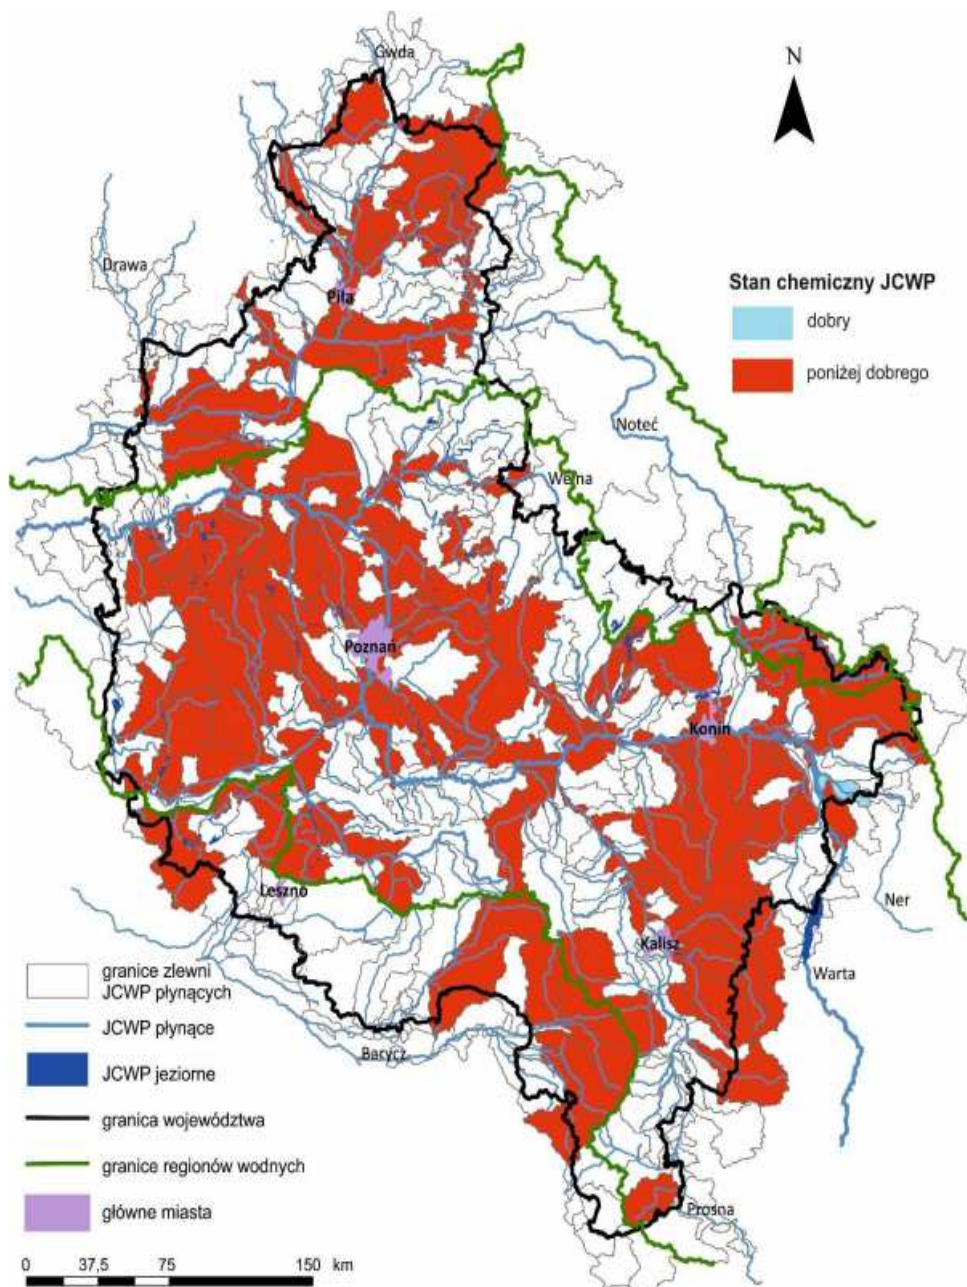 Gwda
N
Drawa
Stan chemiczny JCWP
dobry
poniżej dobrego
Piła
Noteć
Wełna
Poznań
Konin
Leszno
Ner
Kalisz
Warta
granice zlewni
JCWP płynących
JCWP płynące
Barycz
JCWP jeziorne
granica województwa
granice regionów wodnych
główne miasta
Prosna
0 37,5 75 150 km